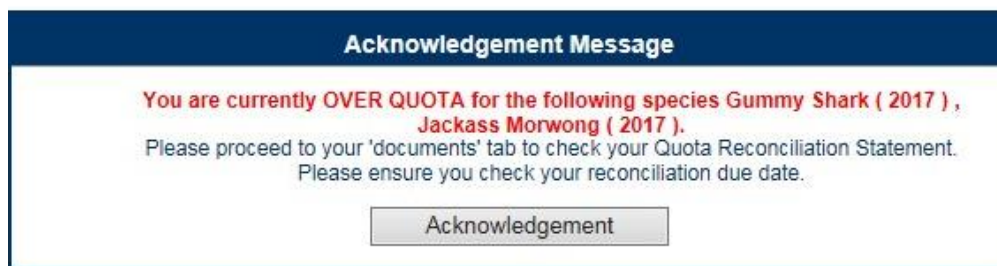 Acknowledgement Message
You are currently OVER QUOTA for the following species Gummy Shark ( 2017 ) ,
Jackass Morwong ( 2017 ).
Please proceed to your 'documents' tab to check your Quota Reconciliation Statement.
Please ensure you check your reconciliation due date.
Acknowledgement